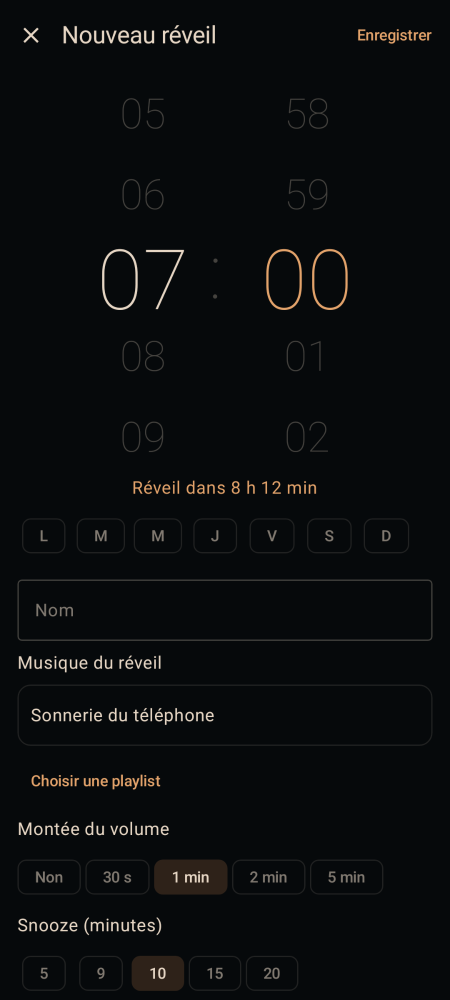 Nouveau réveil Enregistrer
05 58
06 59
07 : 00
08 01
09 02
Réveil dans 8 h 12 min
L M M J V S D
Nom
Musique du réveil
Sonnerie du téléphone
Choisir une playlist
Montée du volume
Non 30 s 1 min 2 min 5 min
Snooze (minutes)
5 9 10 15 20